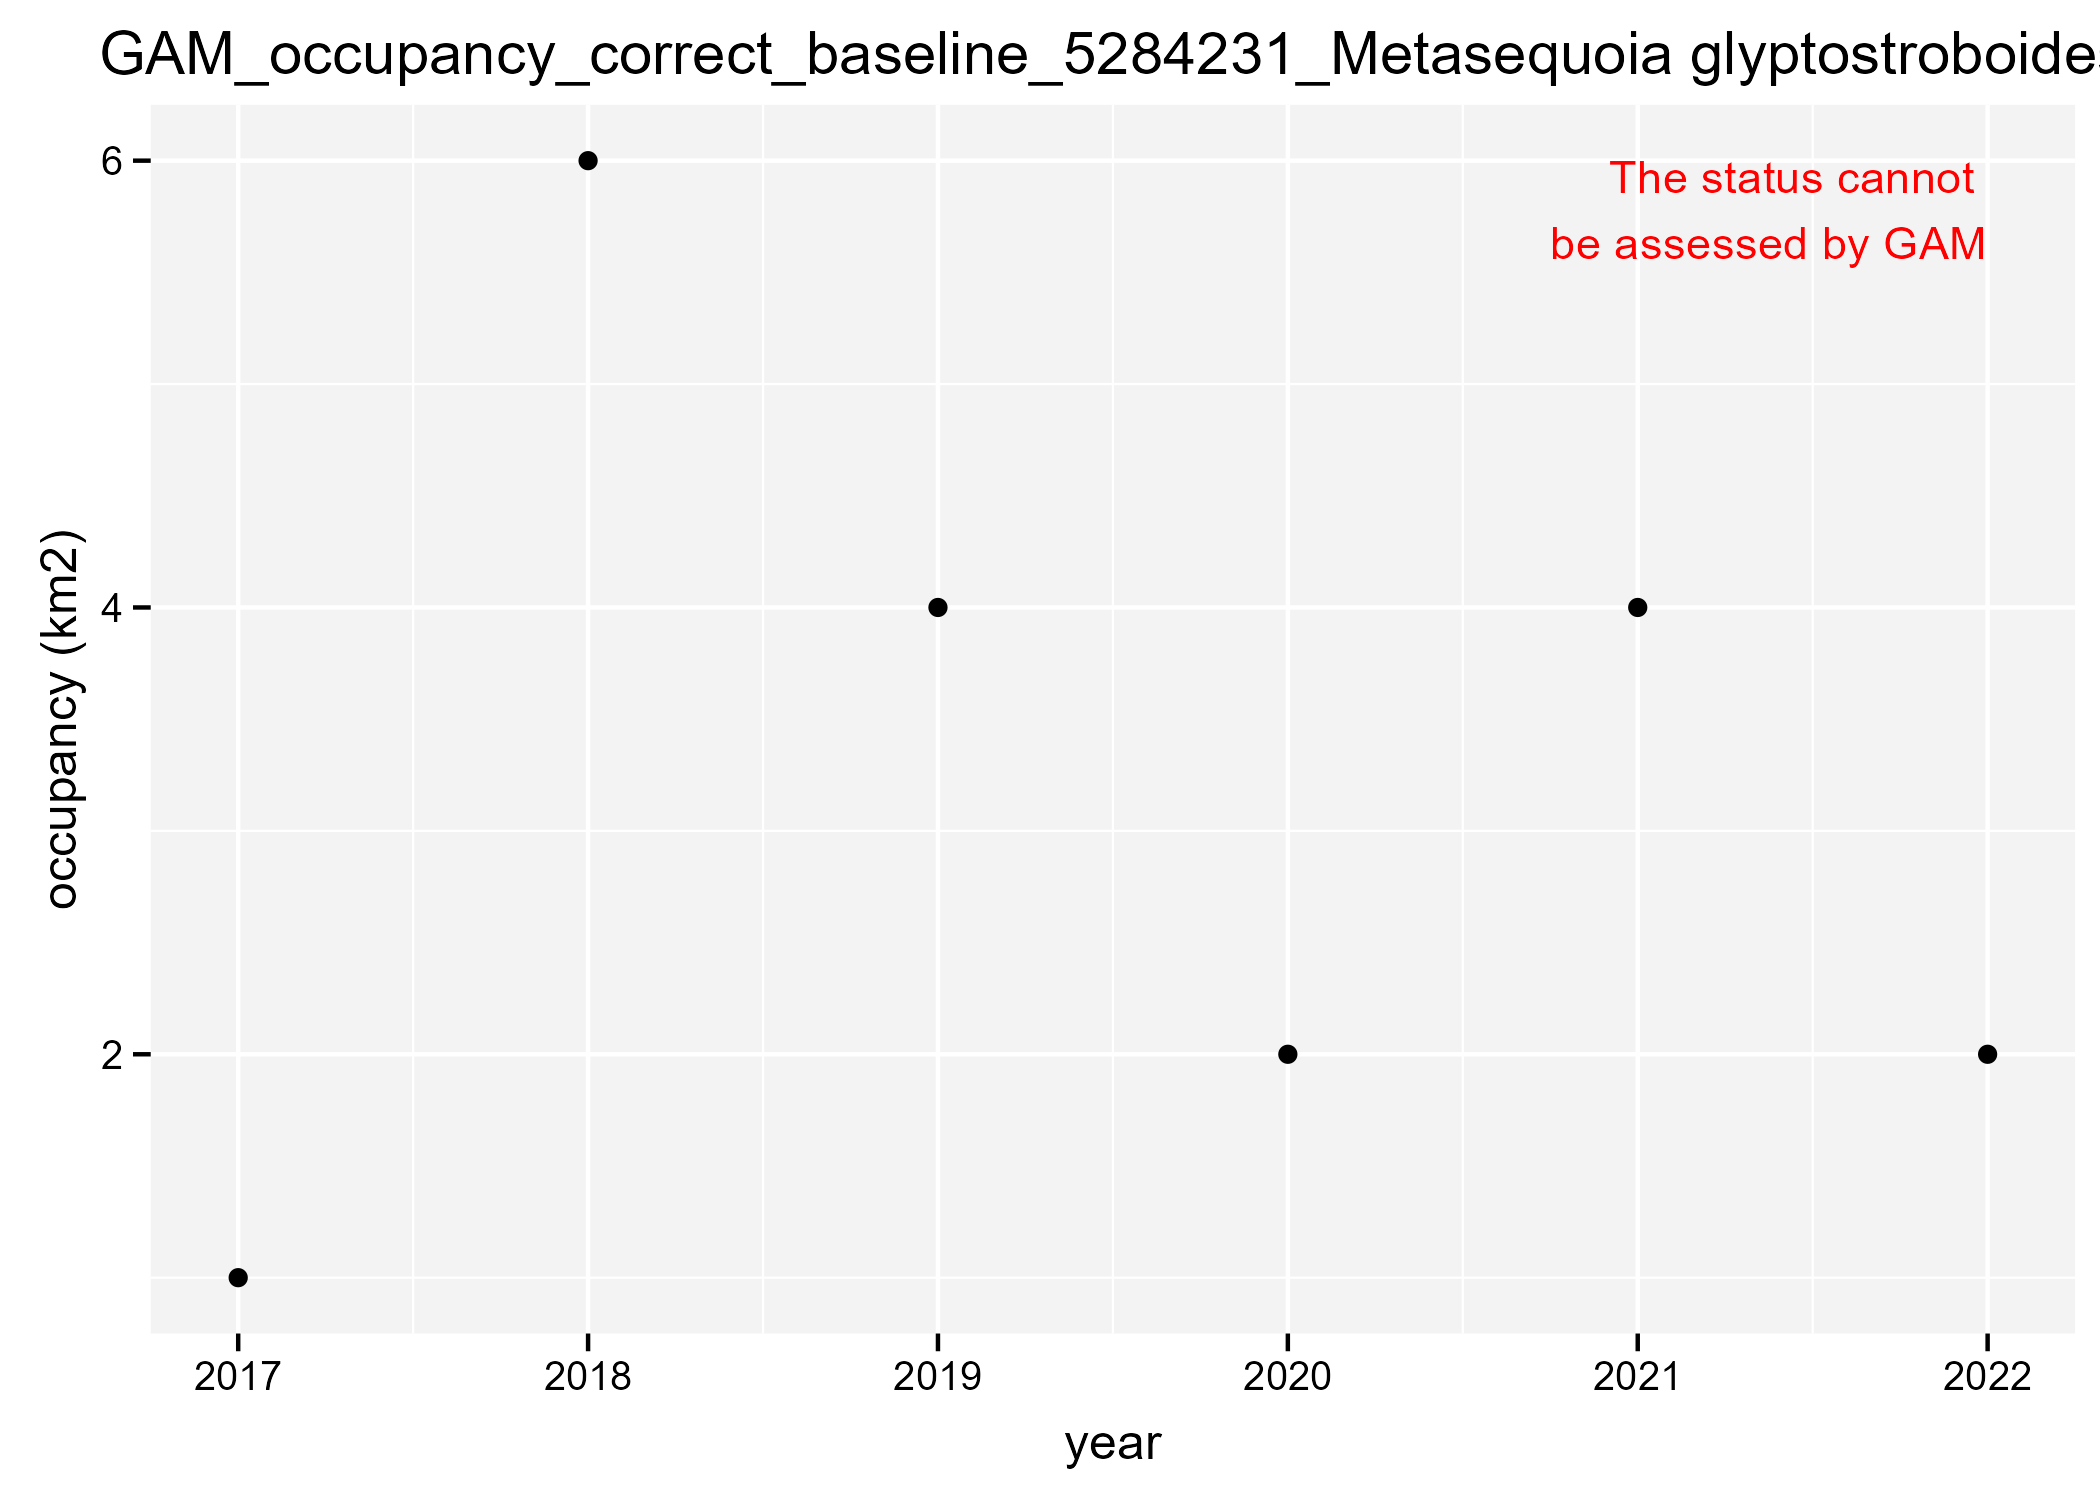 GAM_occupancy_correct_baseline_5284231_Metasequoia glyptostroboides
The status cannot
be assessed by GAM
occupancy (km2)
6
4
2
2017 2018 2019 2020 2021 2022
year